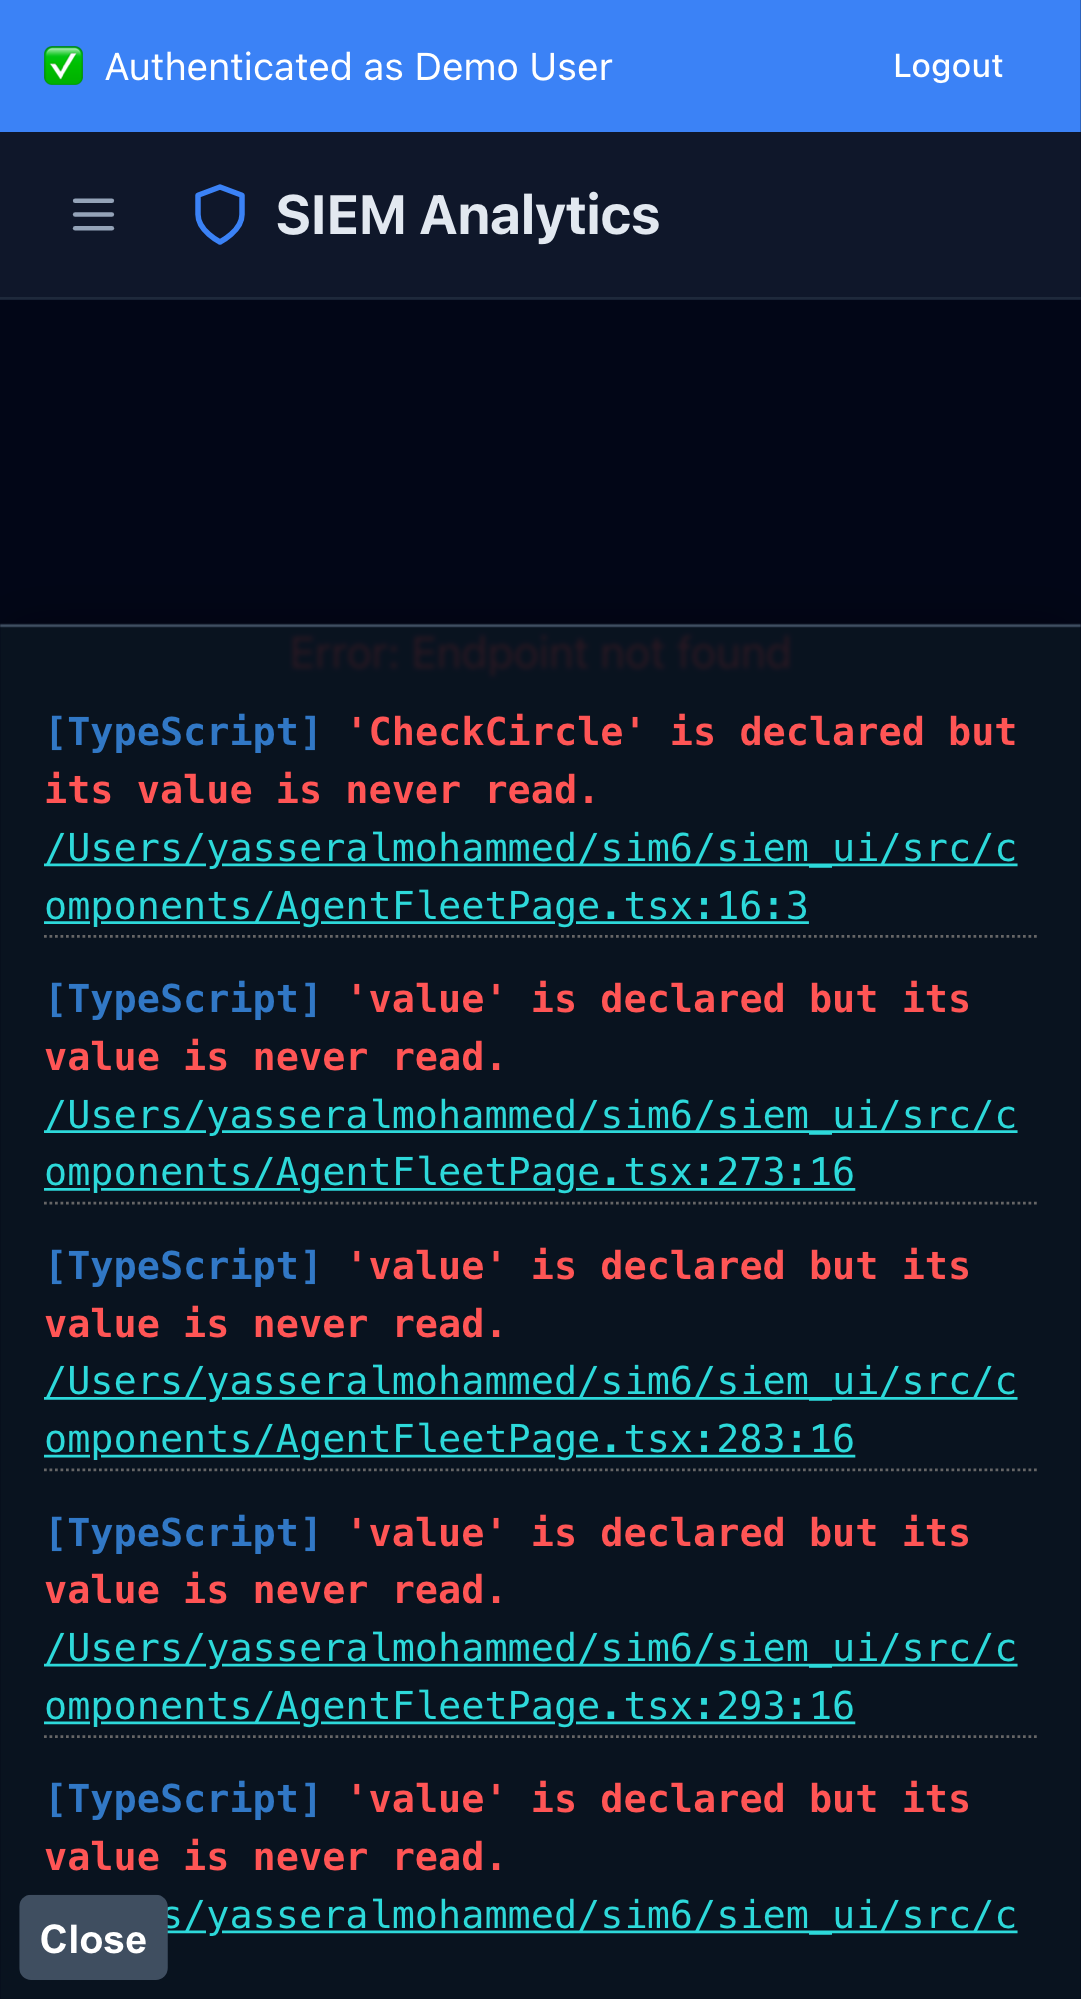 ✅ Authenticated as Demo User
Logout
SIEM Analytics
Error: Endpoint not found
[TypeScript] 'CheckCircle' is declared but
its value is never read.
/Users/yasseralmohammed/sim6/siem_ui/src/c
omponents/AgentFleetPage.tsx:16:3
[TypeScript] 'value' is declared but its
value is never read.
/Users/yasseralmohammed/sim6/siem_ui/src/c
omponents/AgentFleetPage.tsx:273:16
[TypeScript] 'value' is declared but its
value is never read.
/Users/yasseralmohammed/sim6/siem_ui/src/c
omponents/AgentFleetPage.tsx:283:16
[TypeScript] 'value' is declared but its
value is never read.
/Users/yasseralmohammed/sim6/siem_ui/src/c
omponents/AgentFleetPage.tsx:293:16
[TypeScript] 'value' is declared but its
value is never read.
s/yasseralmohammed/sim6/siem_ui/src/c
Close